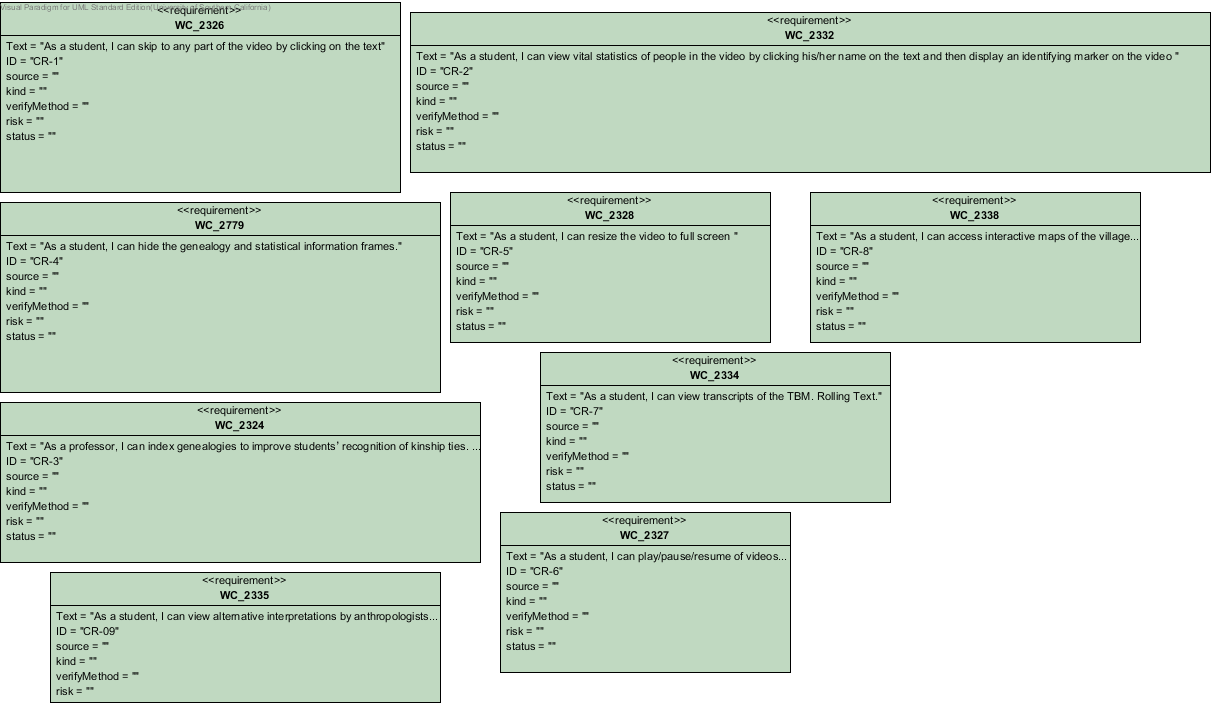 Visual Paradigm for UML Standard Edition(University of Southern California)
<<requirement>>
WC_2326
Text = "As a student, I can skip to any part of the video by clicking on the text"
ID = "CR-1"
source = ""
kind = ""
verifyMethod = ""
risk = ""
status = ""
<<requirement>>
WC_2332
Text = "As a student, I can view vital statistics of people in the video by clicking his/her name on the text and then display an identifying marker on the video "
ID = "CR-2"
source = ""
kind = ""
verifyMethod = ""
risk = ""
status = ""
<<requirement>>
WC_2779
Text = "As a student, I can hide the genealogy and statistical information frames."
ID = "CR-4"
source = ""
kind = ""
verifyMethod = ""
risk = ""
status = ""
<<requirement>>
WC_2328
Text = "As a student, I can resize the video to full screen "
ID = "CR-5"
source = ""
kind = ""
verifyMethod = ""
risk = ""
status = ""
<<requirement>>
WC_2338
Text = "As a student, I can access interactive maps of the village...
ID = "CR-8"
source = ""
kind = ""
verifyMethod = ""
risk = ""
status = ""
<<requirement>>
WC_2334
Text = "As a student, I can view transcripts of the TBM. Rolling Text."
ID = "CR-7"
source = ""
kind = ""
verifyMethod = ""
risk = ""
status = ""
<<requirement>>
WC_2324
Text = "As a professor, I can index genealogies to improve students' recognition of kinship ties. ...
ID = "CR-3"
source = ""
kind = ""
verifyMethod = ""
risk = ""
status = ""
<<requirement>>
WC_2327
Text = "As a student, I can play/pause/resume of videos...
ID = "CR-6"
source = ""
kind = ""
verifyMethod = ""
risk = ""
status = ""
<<requirement>>
WC_2335
Text = "As a student, I can view alternative interpretations by anthropologists...
ID = "CR-09"
source = ""
kind = ""
verifyMethod = ""
risk = ""